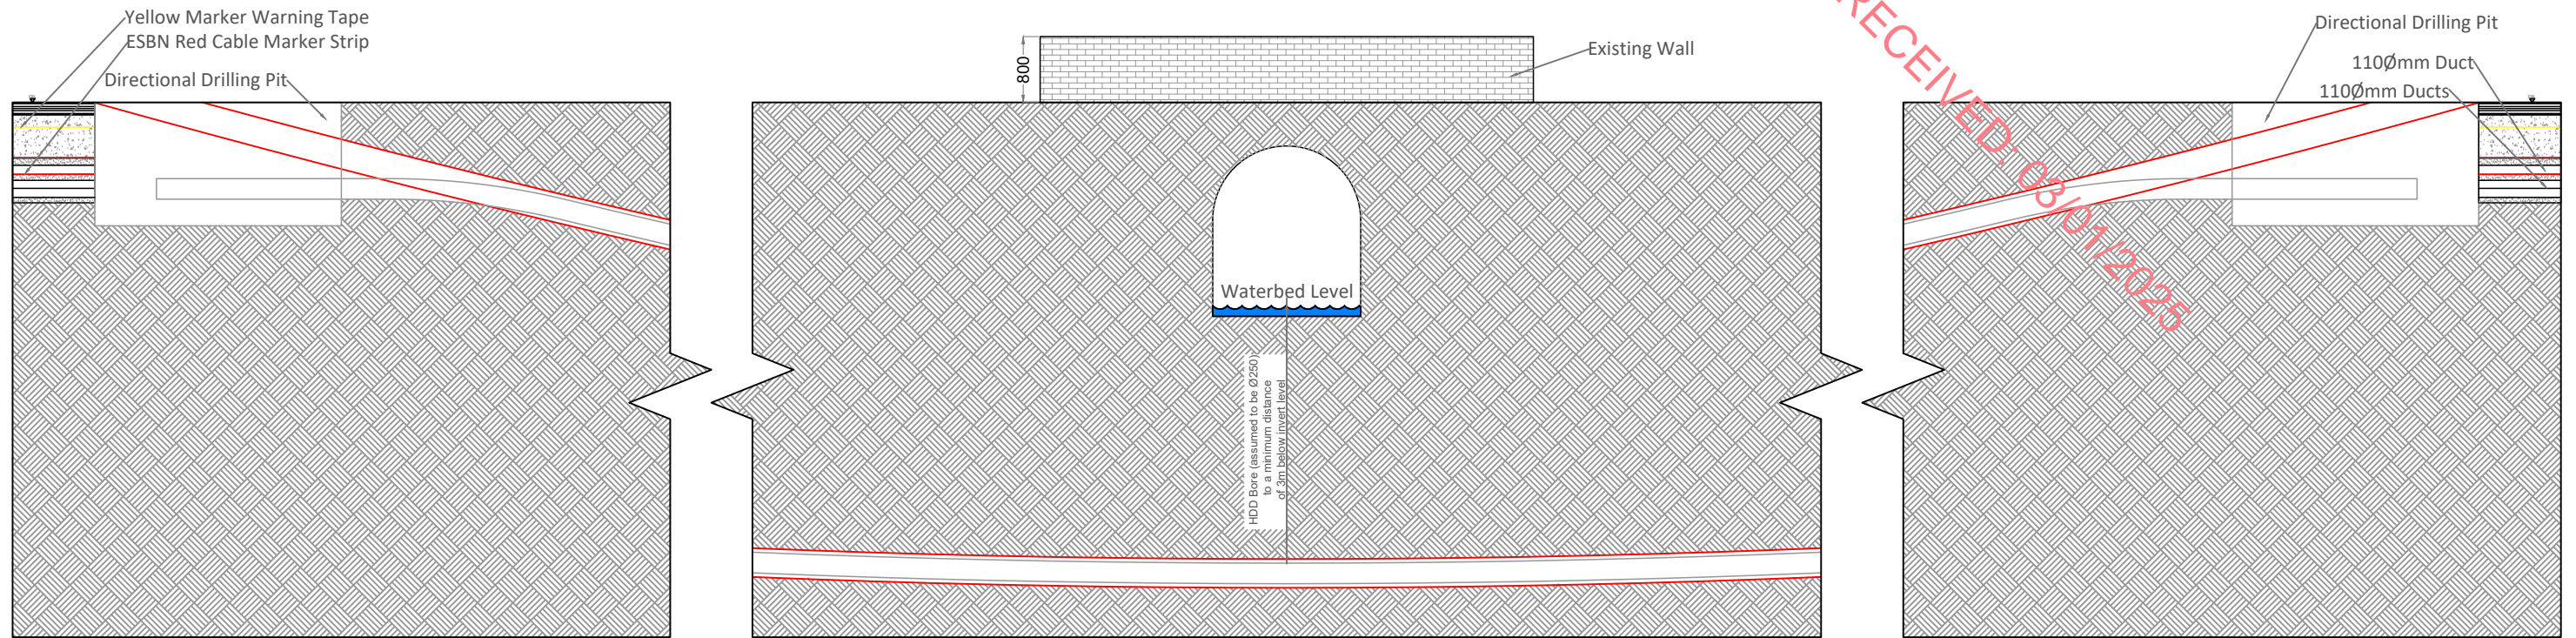 Yellow Marker Warning Tape
ESBN Red Cable Marker Strip
Directional Drilling Pit
800
Existing Wall
Waterbed Level
HDD Bore (assumed to be Ø250)
to a minimum distance
of 3m below invert level
RECEIVED: 03/01/2025
Directional Drilling Pit
110Ømm Duct
110Ømm Ducts